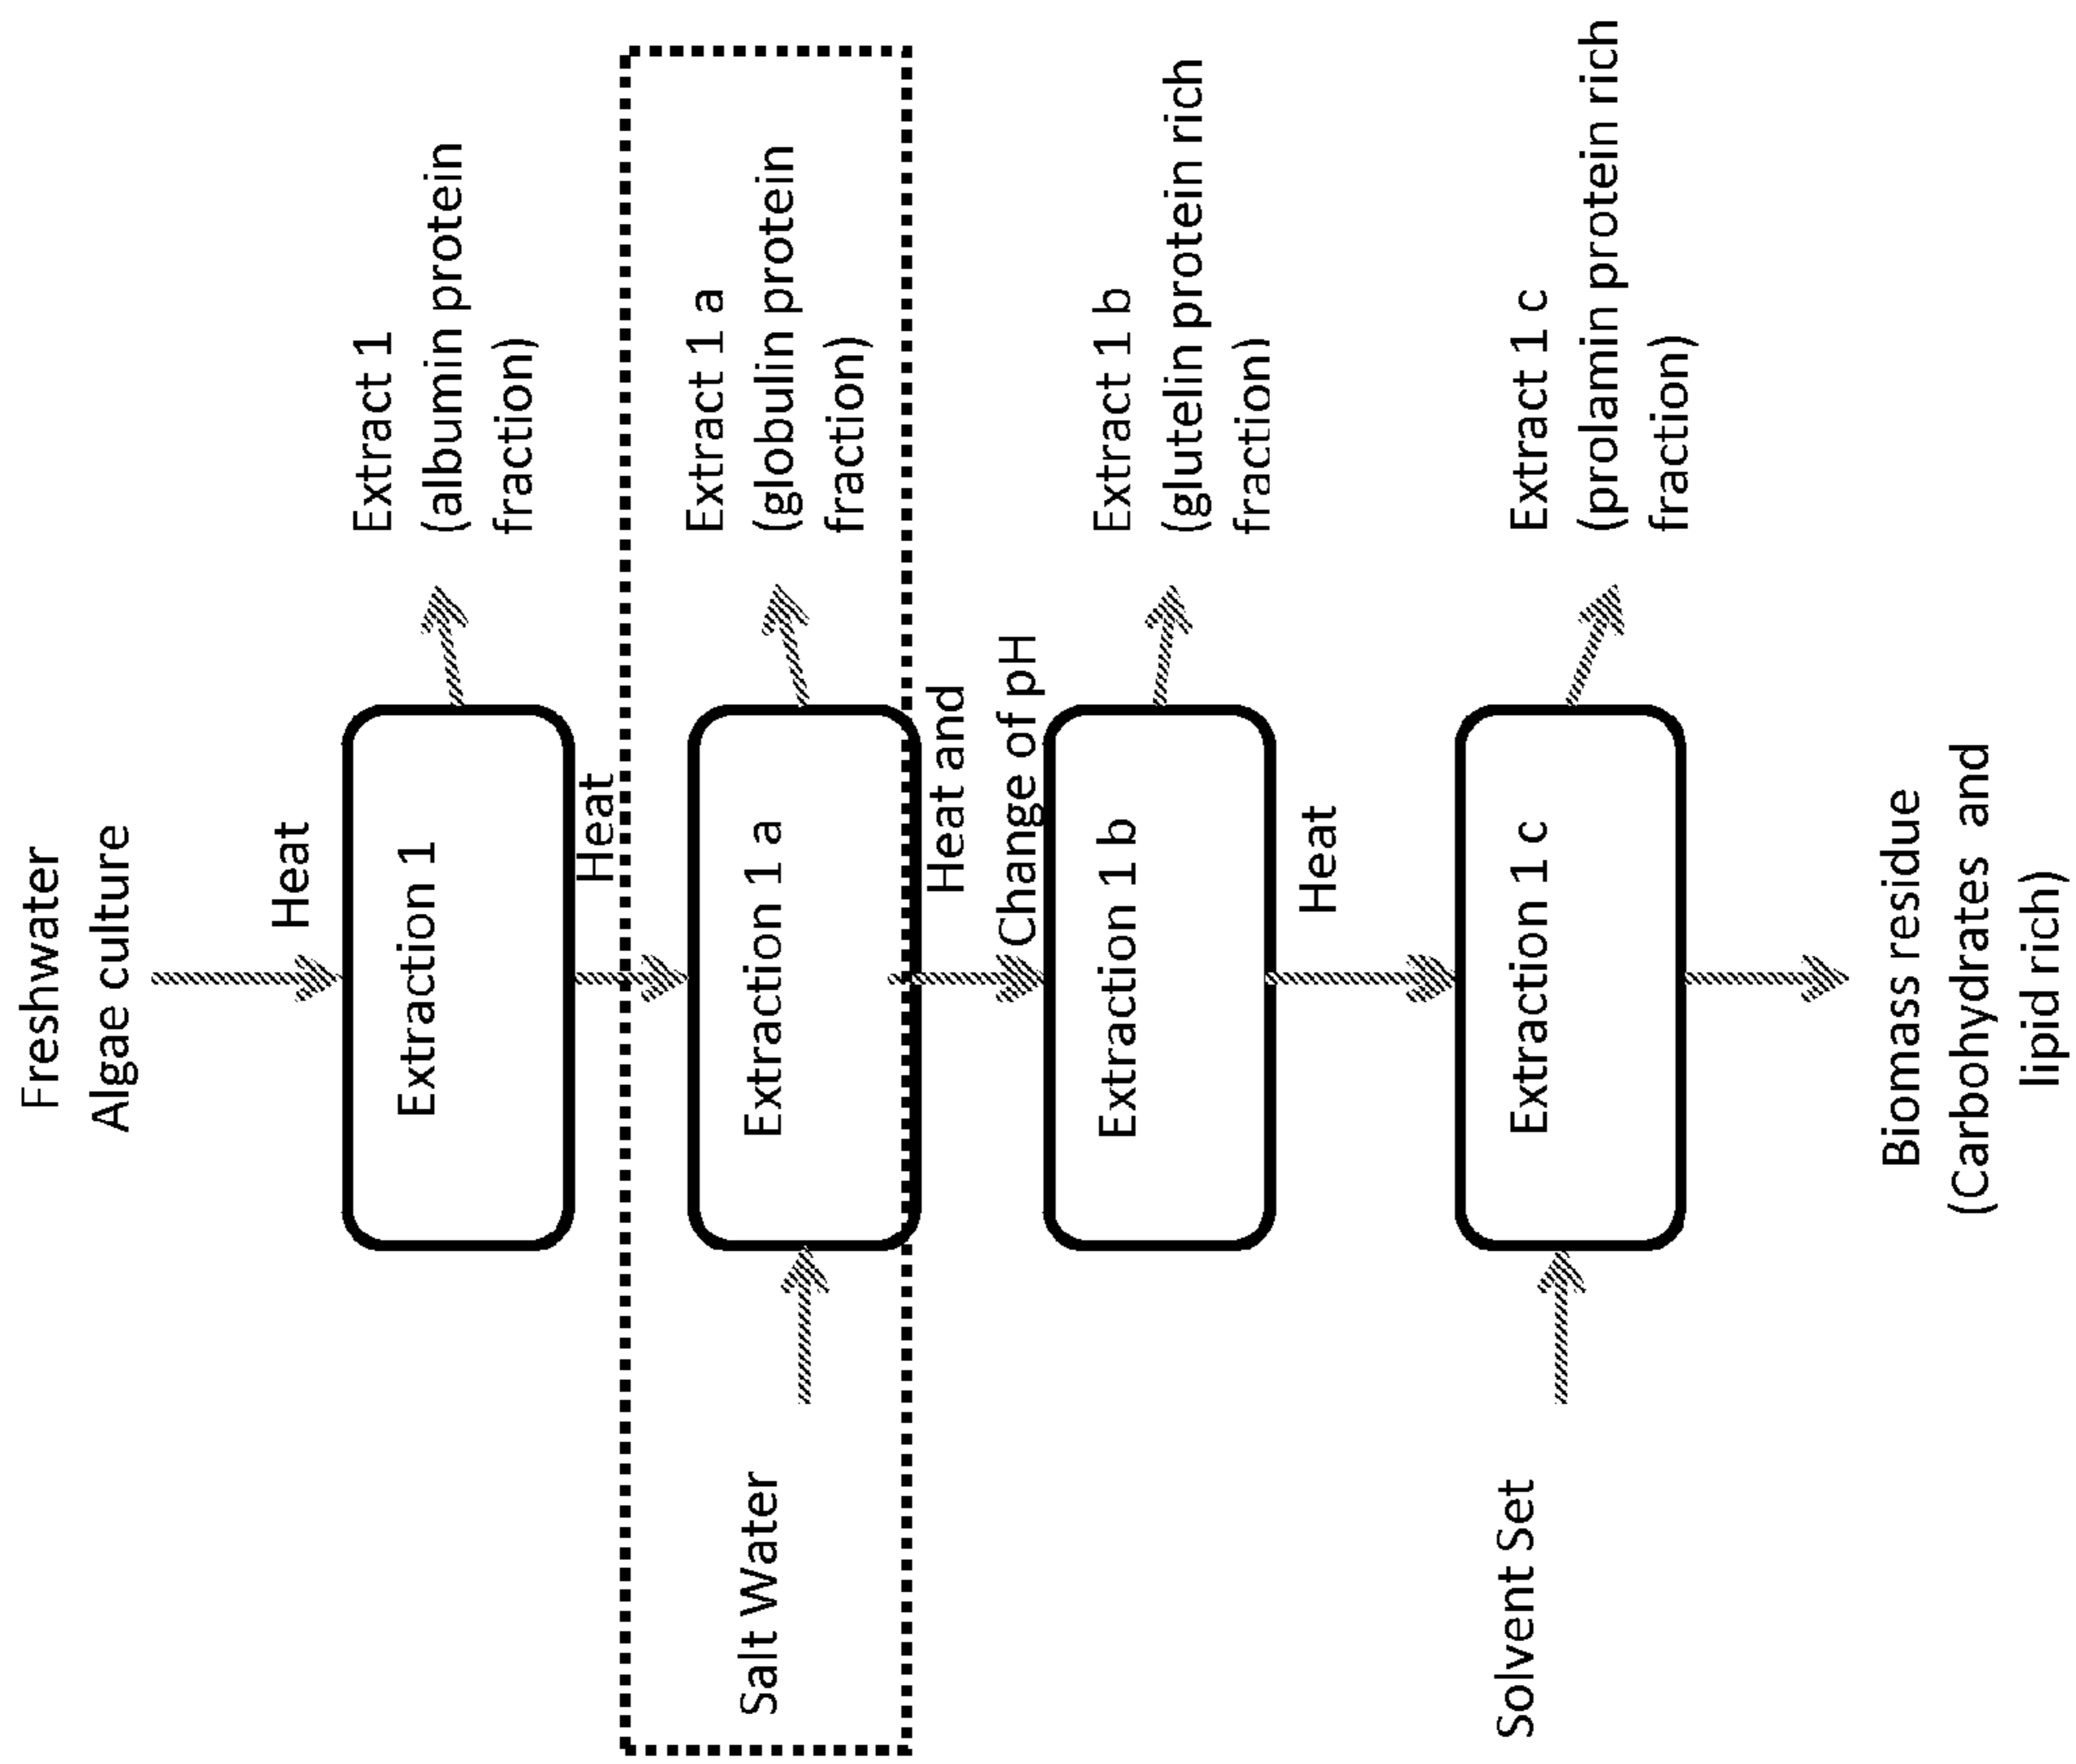 Freshwater
Algae culture
Heat
Extraction 1
Extract 1
(albumin protein
fraction)
Heat
Salt Water
Extraction 1 a
Extract 1 a
(globulin protein
fraction)
Heat and
Change of pH
Extraction 1 b
Extract 1 b
(glutelin protein rich
fraction)
Heat
Solvent Set
Extraction 1 c
Extract 1 c
(prolamin protein rich
fraction)
Biomass residue
(Carbohydrates and
lipid rich)